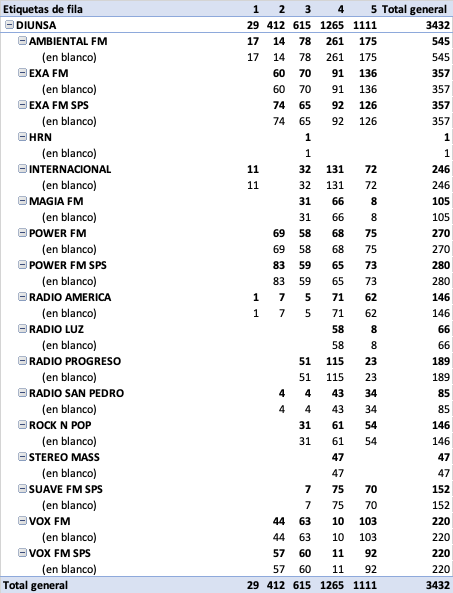 Etiquetas de fila 1 2 3 4 5 Total general
DIUNSA 29 412 615 1265 1111 3432
AMBIENTAL FM 17 14 78 261 175 545
(en blanco) 17 14 78 261 175 545
EXA FM 60 70 91 136 357
(en blanco) 60 70 91 136 357
EXA FM SPS 74 65 92 126 357
(en blanco) 74 65 92 126 357
HRN 1 1
(en blanco) 1 1
INTERNACIONAL 11 32 131 72 246
(en blanco) 11 32 131 72 246
MAGIA FM 31 66 8 105
(en blanco) 31 66 8 105
POWER FM 69 58 68 75 270
(en blanco) 69 58 68 75 270
POWER FM SPS 83 59 65 73 280
(en blanco) 83 59 65 73 280
RADIO AMERICA 1 7 5 71 62 146
(en blanco) 1 7 5 71 62 146
RADIO LUZ 58 8 66
(en blanco) 58 8 66
RADIO PROGRESO 51 115 23 189
(en blanco) 51 115 23 189
RADIO SAN PEDRO 4 4 43 34 85
(en blanco) 4 4 43 34 85
ROCK N POP 31 61 54 146
(en blanco) 31 61 54 146
STEREO MASS 47 47
(en blanco) 47 47
SUAVE FM SPS 7 75 70 152
(en blanco) 7 75 70 152
VOX FM 44 63 10 103 220
(en blanco) 44 63 10 103 220
VOX FM SPS 57 60 11 92 220
(en blanco) 57 60 11 92 220
Total general 29 412 615 1265 1111 3432